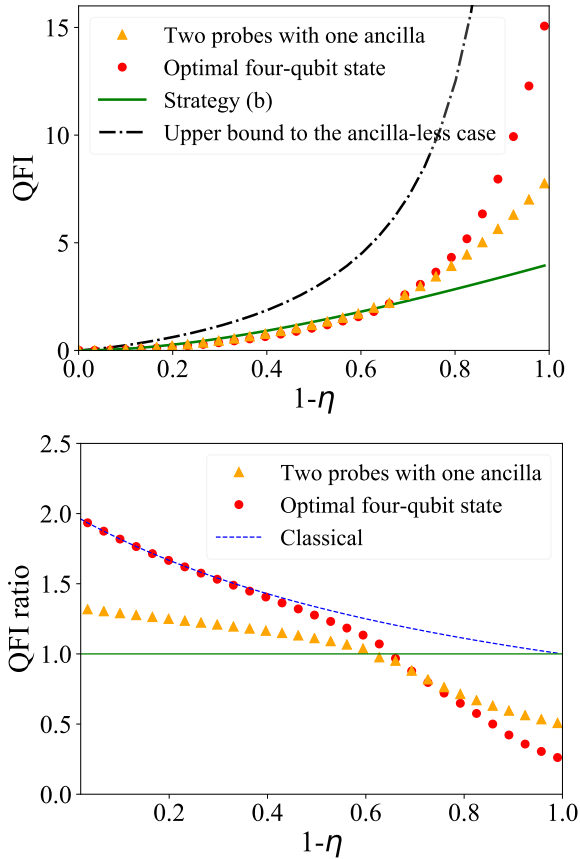 15
10
5
0
QFI
Two probes with one ancilla
Optimal four-qubit state
Strategy (b)
Upper bound to the ancilla-less case
0.0 0.2 0.4 0.6 0.8 1.0
1-η
2.5
2.0
1.5
1.0
0.5
0.0
QFI ratio
Two probes with one ancilla
Optimal four-qubit state
Classical
0.2 0.4 0.6 0.8 1.0
1-η